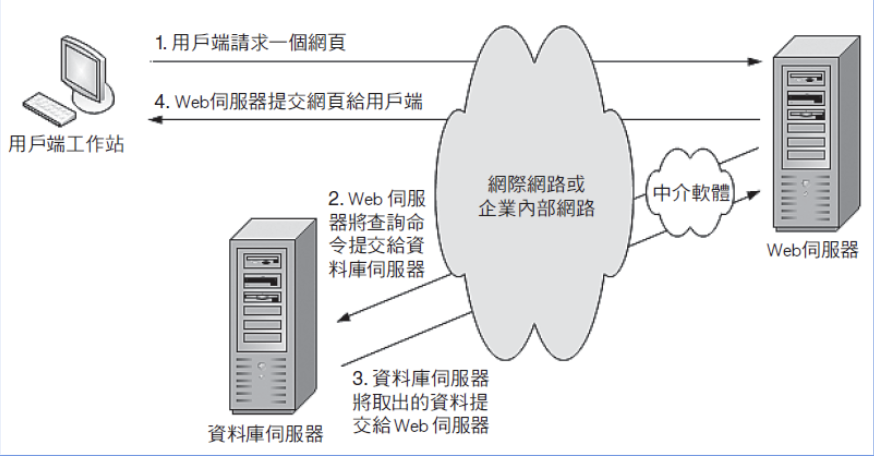 1. 用戶端請求一個網頁
4. Web伺服器提交網頁給用戶端
用戶端工作站
網際網路或
企業內部網路
中介軟體
Web伺服器
2. Web 伺服
器將查詢命
令提交給資
料庫伺服器
3. 資料庫伺服器
將取出的資料提
交給 Web 伺服器
資料庫伺服器